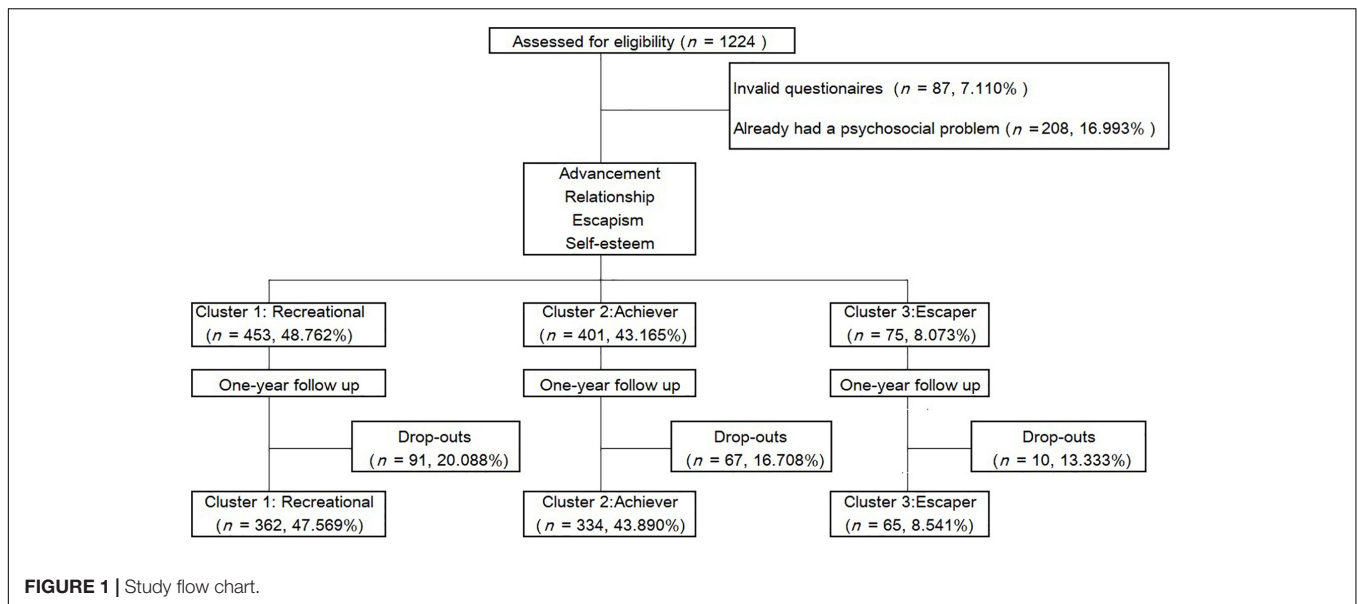 Assessed for eligibility ( n = 1224 )
Invalid questionaires ( n = 87, 7.110% )
Already had a psychosocial problem ( n =208, 16.993% )
Advancement
Relationship
Escapism
Self-esteem
Cluster 1: Recreational
( n = 453, 48.762%)
Cluster 2:Achiever
( n = 401, 43.165%)
Cluster 3:Escaper
( n = 75, 8.073%)
One-year follow up
One-year follow up
One-year follow up
Drop-outs
( n = 91, 20.088%)
Drop-outs
( n = 67, 16.708%)
Drop-outs
( n = 10, 13.333%)
Cluster 1: Recreational
( n = 362, 47.569%)
Cluster 2:Achiever
( n = 334, 43.890%)
Cluster 3:Escaper
( n = 65, 8.541%)
FIGURE 1 | Study flow chart.